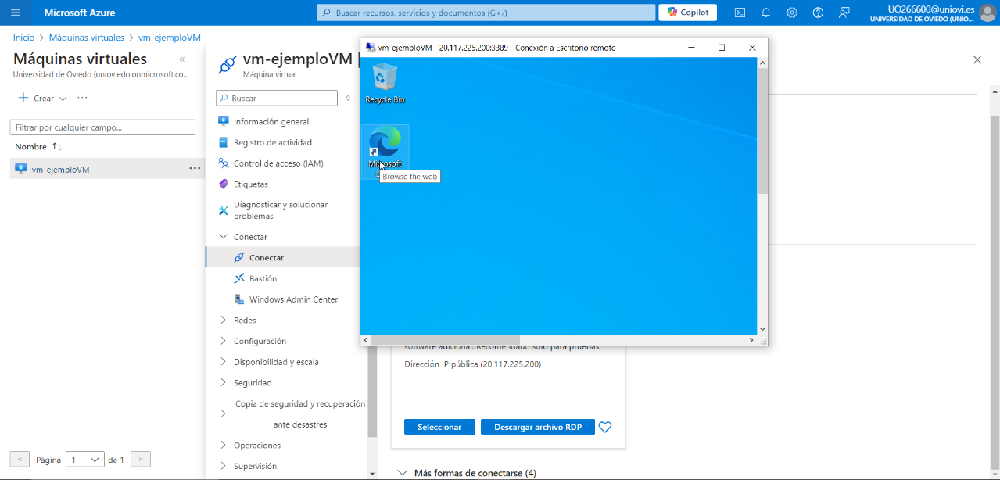 Microsoft Azure
Buscar recursos, servicios y documentos (G+/)
Copilot
UO266600@uniovi.es
UNIVERSIDAD DE OVIEDO (UNIO...
Inicio > Máquinas virtuales > vm-ejemploVM
Máquinas virtuales
Universidad de Oviedo (uniovied​o.onmicrosoft.co...
Crear
Filtrar por cualquier campo...
Nombre
vm-ejemploVM
< Página 1 de 1 >
vm-ejemploVM |
Máquina virtual
Buscar
Información general
Registro de actividad
Control de acceso (IAM)
Etiquetas
Diagnosticar y solucionar
problemas
Conectar
Conectar
Bastión
Windows Admin Center
Redes
Configuración
Disponibilidad y escala
Seguridad
Copia de seguridad y recuperación
ante desastres
Operaciones
Supervisión
vm-ejemploVM - 20.117.225.200:3389 - Conexión a Escritorio remoto
Recycle Bin
Microsoft
Browse the web
software adicional. Recomendado solo para pruebas.
Dirección IP pública (20.117.225.200)
Seleccionar
Descargar archivo RDP
Más formas de conectarse (4)